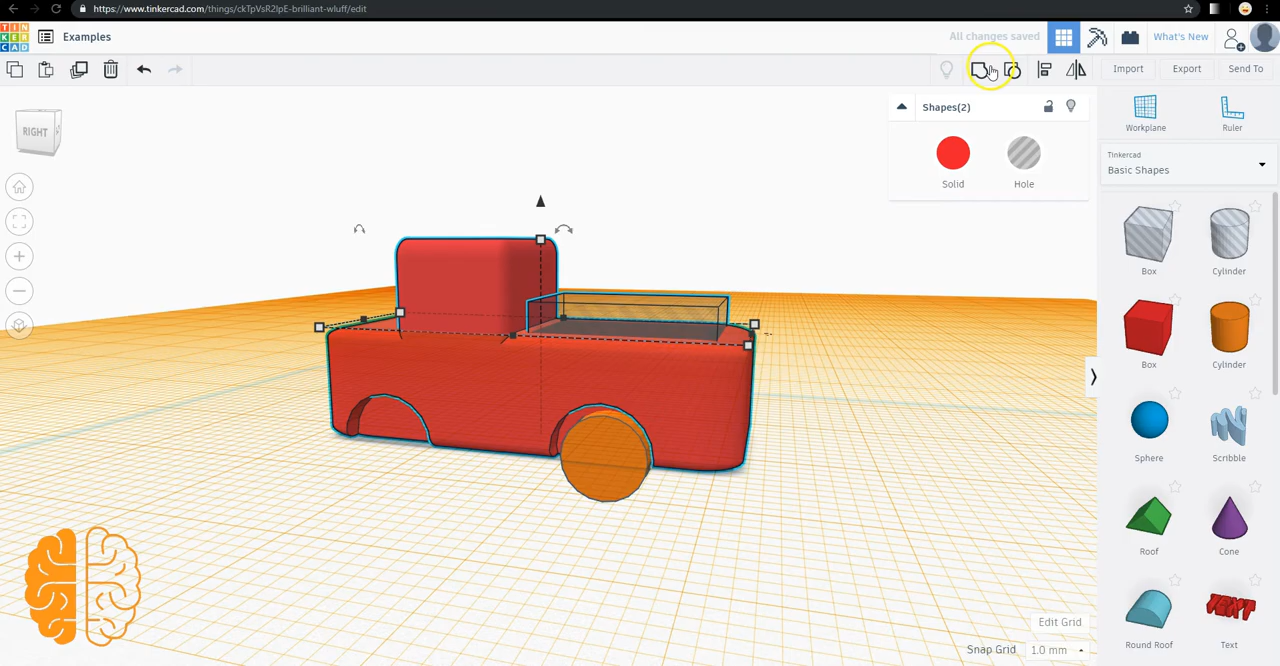 https://www.tinkercad.com/things/ckTpVsR2IpE-brilliant-wluff/edit
TIN
KER
CAD
Examples
All changes saved
What's New
Import
Export
Send To
RIGHT
Shapes(2)
Solid
Hole
Workplane
Ruler
Tinkercad
Basic Shapes
Box
Cylinder
Box
Cylinder
Sphere
Scribble
Roof
Cone
TEXT
Round Roof
Text
Edit Grid
Snap Grid
1.0 mm